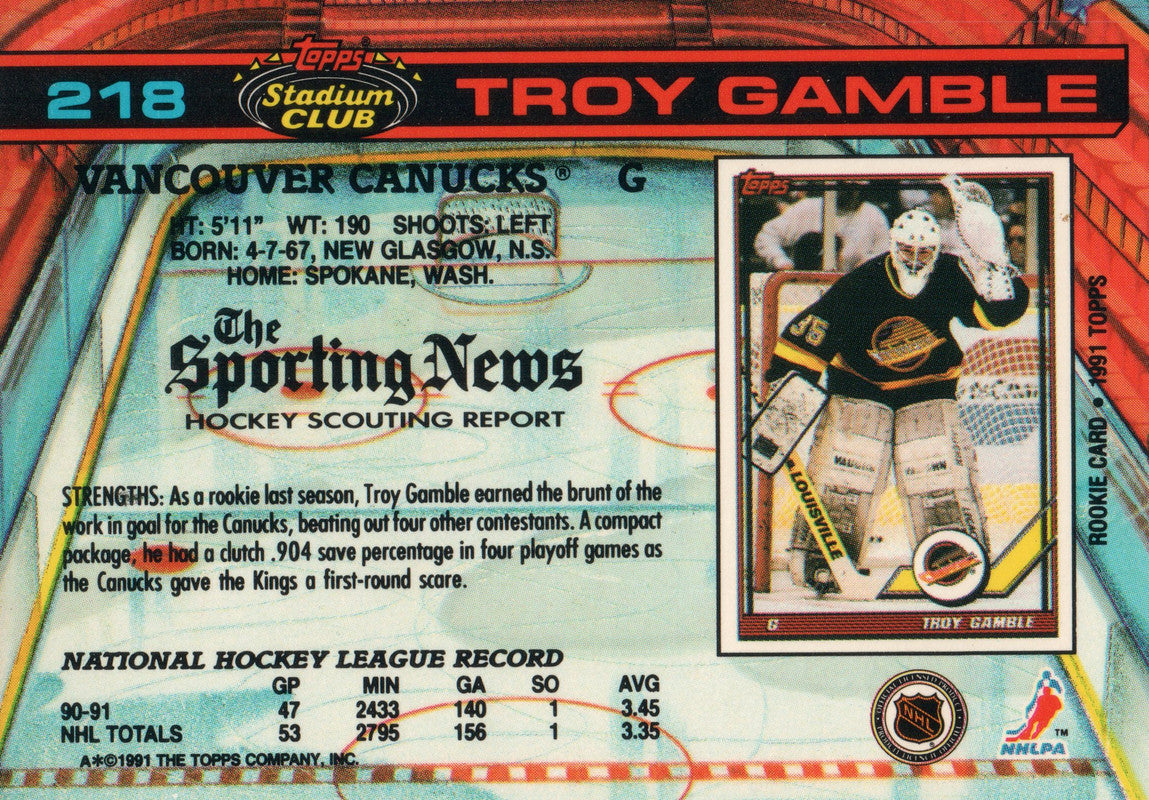 218
Topps®
Stadium
CLUB
TROY GAMBLE
VANCOUVER CANUCKS® G
HT: 5'11" WT: 190 SHOOTS: LEFT
BORN: 4-7-67, NEW GLASGOW, N.S.
HOME: SPOKANE, WASH.
The
Sporting News
HOCKEY SCOUTING REPORT
STRENGTHS: As a rookie last season, Troy Gamble earned the brunt of the
work in goal for the Canucks, beating out four other contestants. A compact
package, he had a clutch .904 save percentage in four playoff games as
the Canucks gave the Kings a first-round scare.
NATIONAL HOCKEY LEAGUE RECORD
GP MIN GA SO AVG
90-91 47 2433 140 1 3.45
NHL TOTALS 53 2795 156 1 3.35
A*©1991 THE TOPPS COMPANY, INC.
Topps
35
VAUGHN
LOUISVILLE
G TROY GAMBLE
ROOKIE CARD • 1991 TOPPS
OFFICIAL LICENSED PRODUCT
NHL
®
NHLPA
™